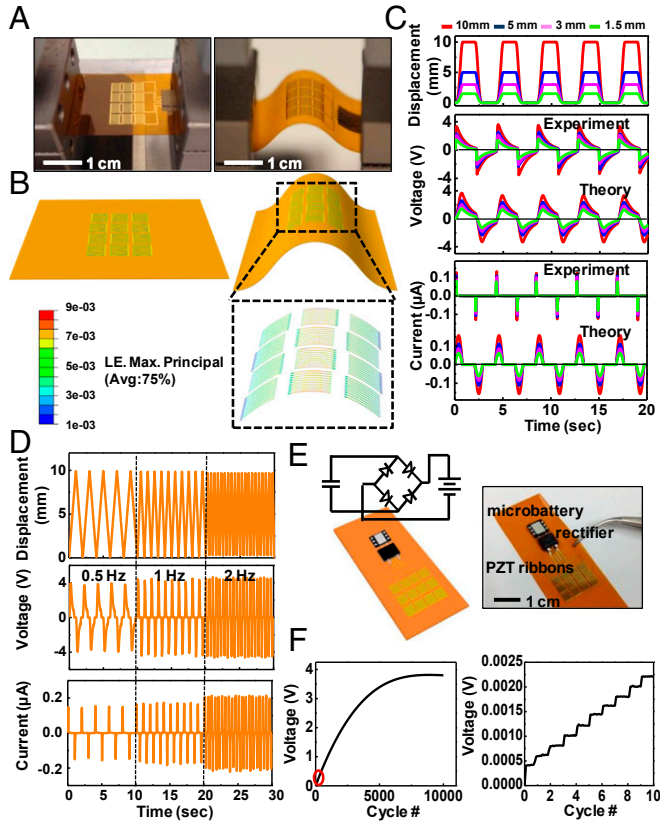 A
1 cm
1 cm
B
9e-03
7e-03
5e-03
3e-03
1e-03
LE. Max. Principal
(Avg:75%)
C
10mm 5 mm 3 mm 1.5 mm
Displacement
(mm)
10
5
0
Voltage (V)
4
0
-4
Experiment
4
0
-4
Theory
Current (μA)
0.1
0.0
Experiment
0.1
0.0
-0.1
Theory
0 5 10 15 20
Time (sec)
D
Displacement
(mm)
10
5
0
Voltage (V)
4
0
-4
0.5 Hz 1 Hz 2 Hz
Current (μA)
0.2
0.0
-0.2
0 5 10 15 20 25 30
Time (sec)
E
microbattery
rectifier
PZT ribbons
1 cm
F
Voltage (V)
4
3
2
1
0
0 5000 10000
Cycle #
Voltage (V)
0.0025
0.0020
0.0015
0.0010
0.0005
0.0000
0 2 4 6 8 10
Cycle #